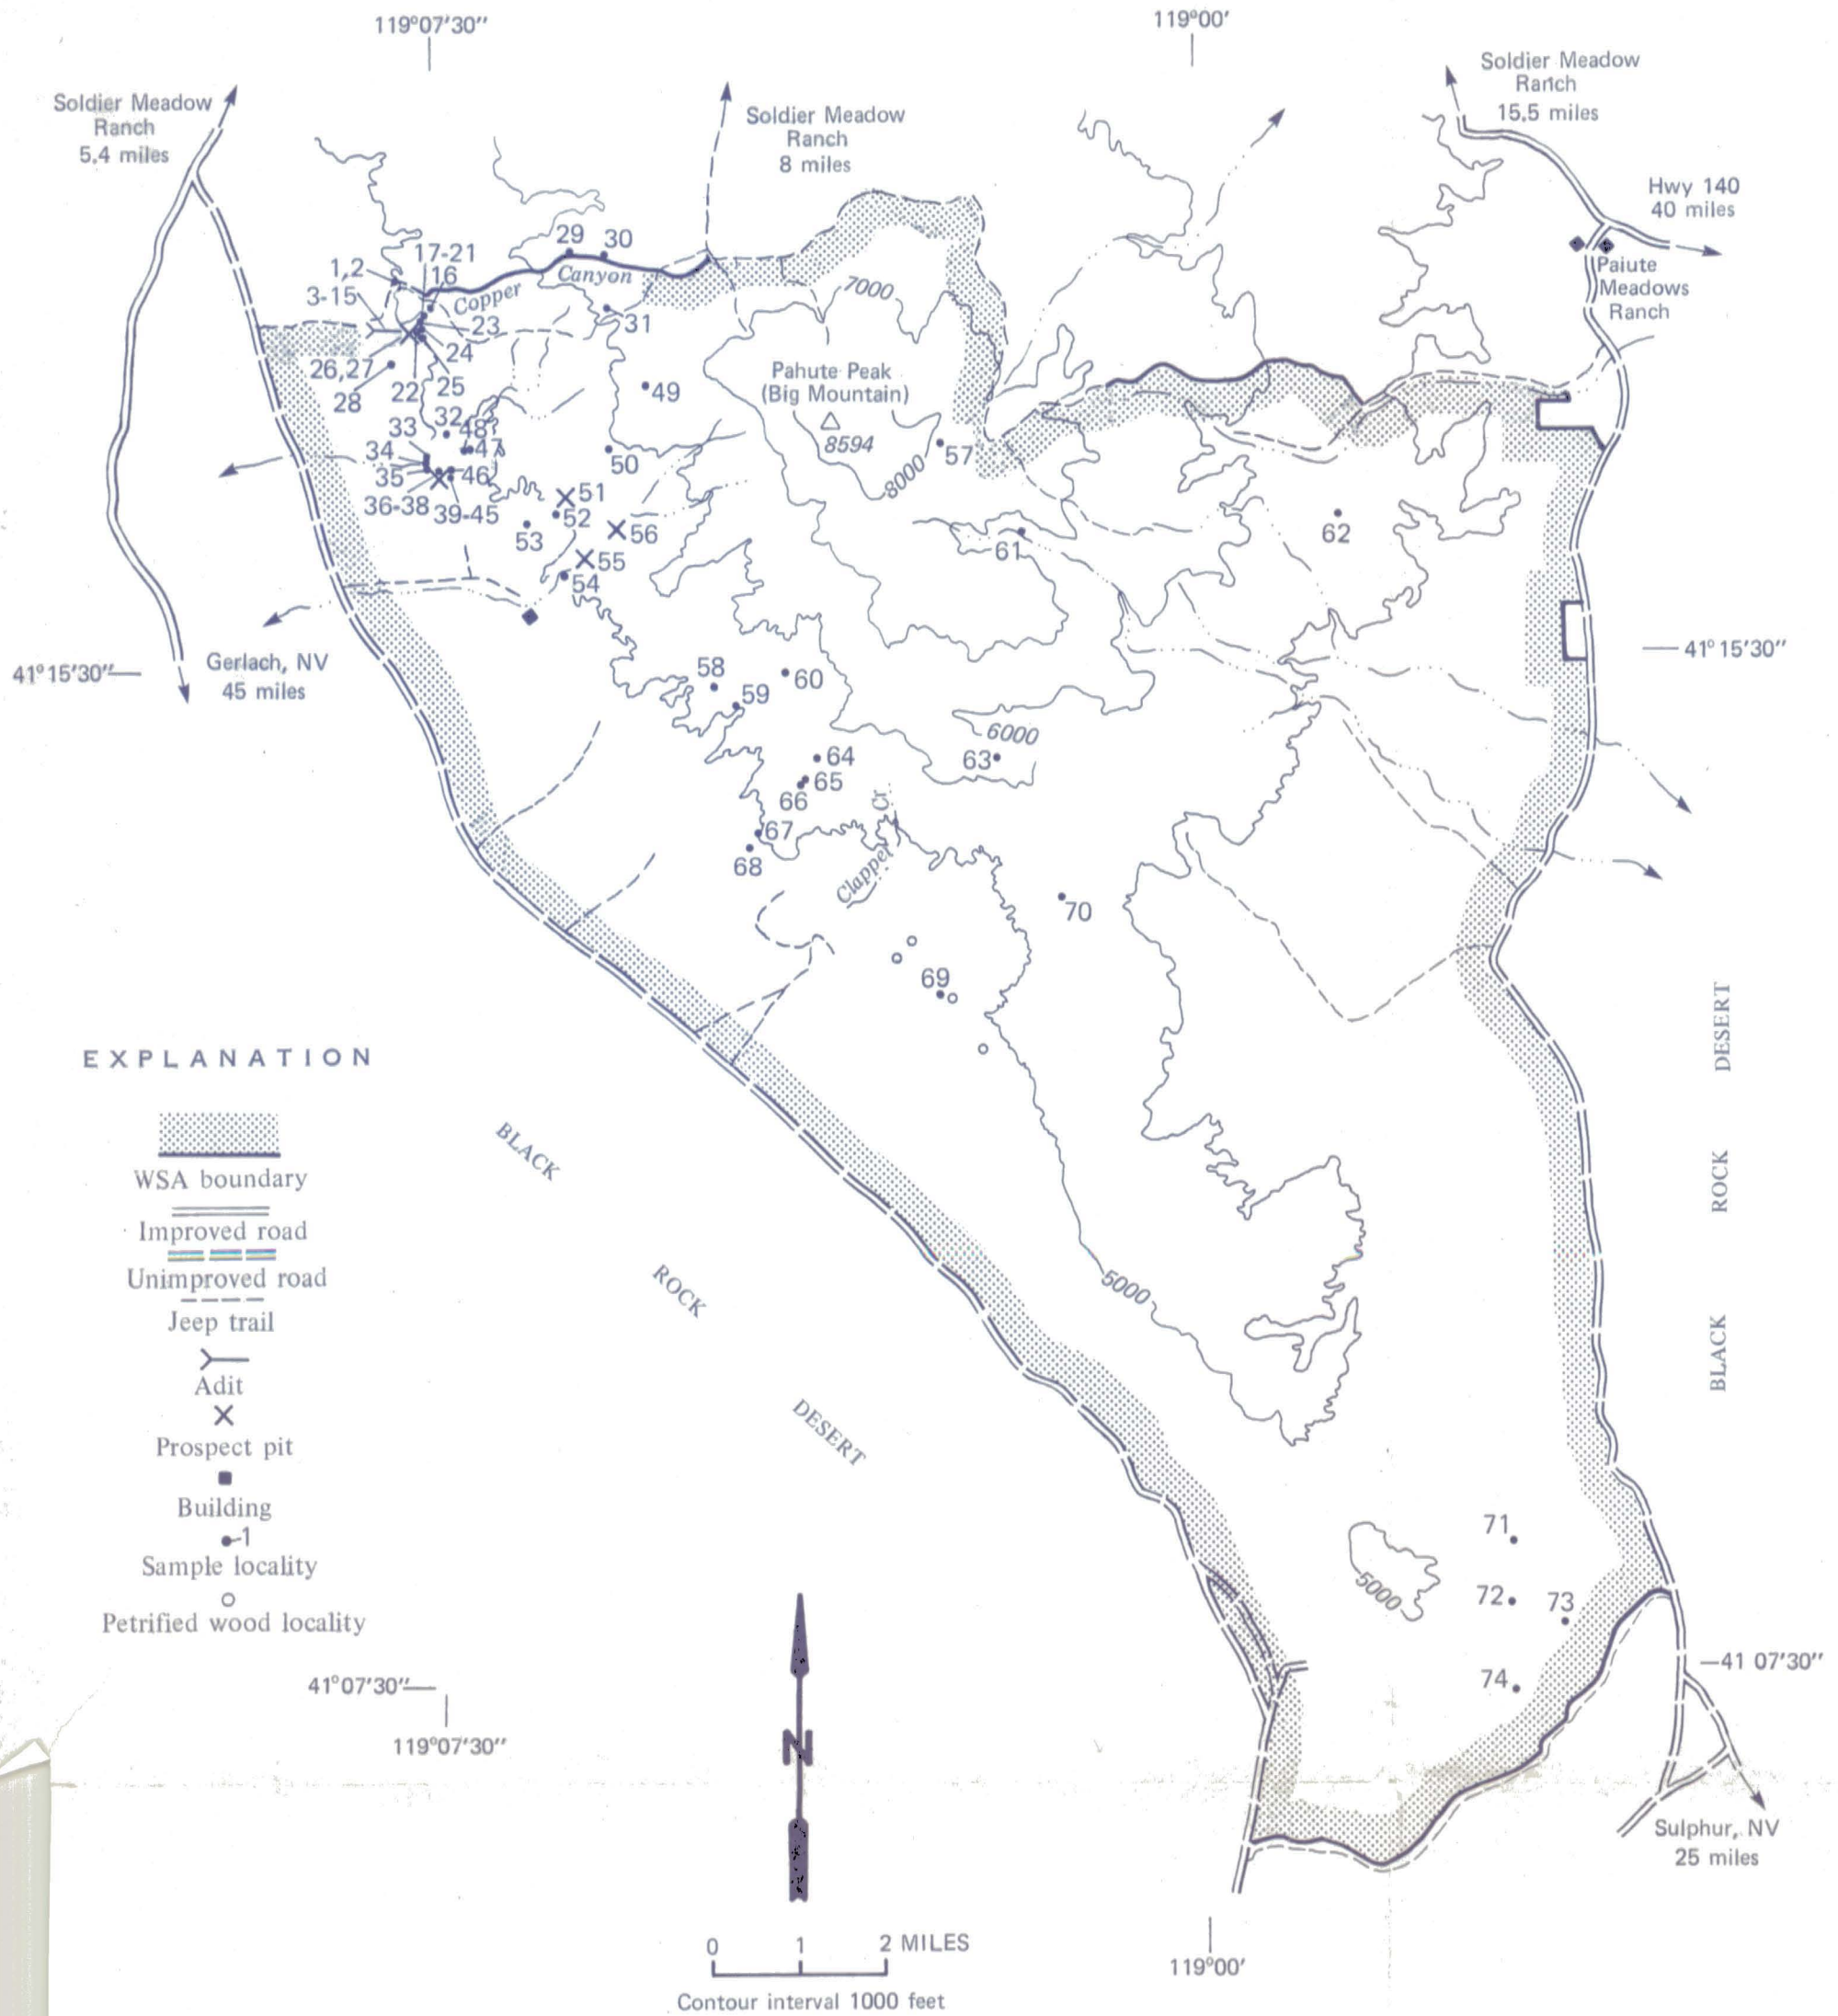 119°07'30"
119°00'
Soldier Meadow
Ranch
5.4 miles
Soldier Meadow
Ranch
8 miles
Soldier Meadow
Ranch
15.5 miles
Hwy 140
40 miles
Paiute
Meadows
Ranch
29
30
17-21
16
1,2
3-15
Copper
Canyon
7000
31
23
24
26,27
22
25
28
Pahute Peak
(Big Mountain)
8594
49
32
33
48
34
47
57
50
8000
35
46
36-38
39-45
51
52
53
56
62
61
55
54
41°15'30"
41°15'30"
Gerlach, NV
45 miles
58
60
59
6000
64
63
65
66
67
68
Clapper Cr
70
69
EXPLANATION
WSA boundary
Improved road
Unimproved road
Jeep trail
Adit
Prospect pit
Building
1
Sample locality
Petrified wood locality
BLACK
ROCK
DESERT
BLACK ROCK DESERT
5000
71
5000
72
73
74
41 07'30"
41°07'30"
119°07'30"
N
Sulphur, NV
25 miles
119°00'
0 1 2 MILES
Contour interval 1000 feet